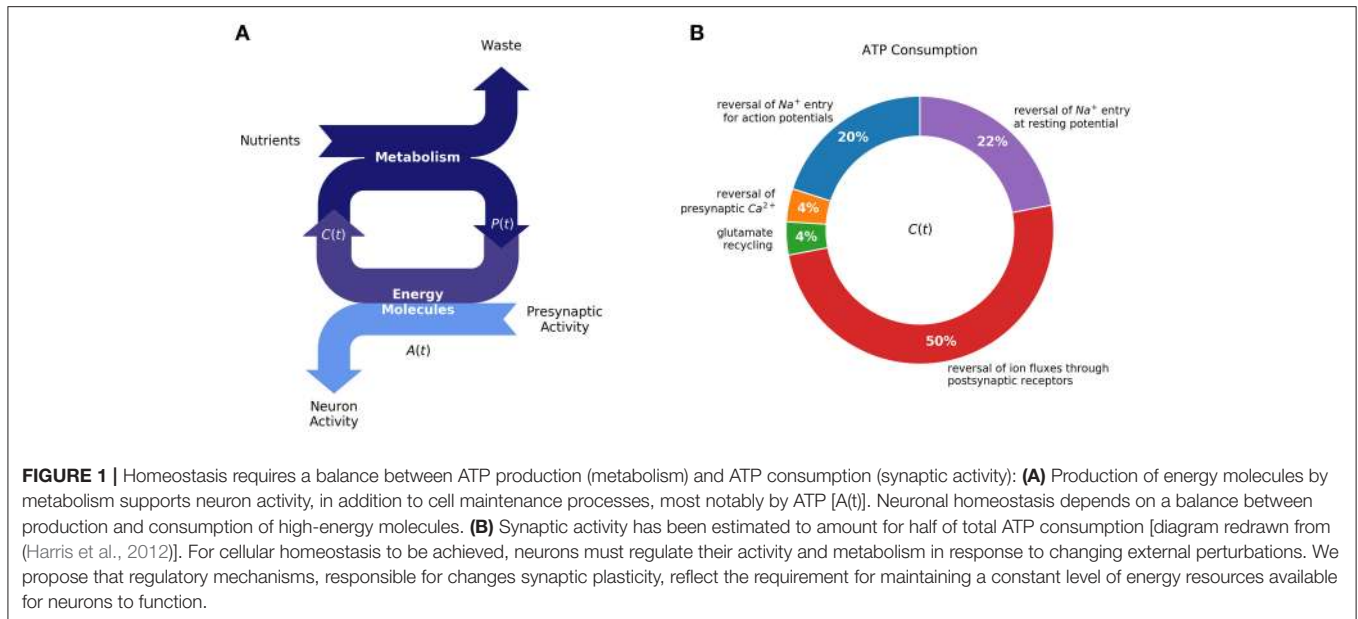 A
Waste
Nutrients
Metabolism
C(t)
P(t)
Energy
Molecules
Presynaptic
Activity
A(t)
Neuron
Activity
B
ATP Consumption
reversal of Na+ entry
for action potentials
20%
reversal of Na+ entry
at resting potential
22%
reversal of
presynaptic Ca2+
4%
glutamate
recycling
4%
C(t)
50%
reversal of ion fluxes through
postsynaptic receptors
FIGURE 1 | Homeostasis requires a balance between ATP production (metabolism) and ATP consumption (synaptic activity): (A) Production of energy molecules by
metabolism supports neuron activity, in addition to cell maintenance processes, most notably by ATP [A(t)]. Neuronal homeostasis depends on a balance between
production and consumption of high-energy molecules. (B) Synaptic activity has been estimated to amount for half of total ATP consumption [diagram redrawn from
(Harris et al., 2012)]. For cellular homeostasis to be achieved, neurons must regulate their activity and metabolism in response to changing external perturbations. We
propose that regulatory mechanisms, responsible for changes synaptic plasticity, reflect the requirement for maintaining a constant level of energy resources available
for neurons to function.